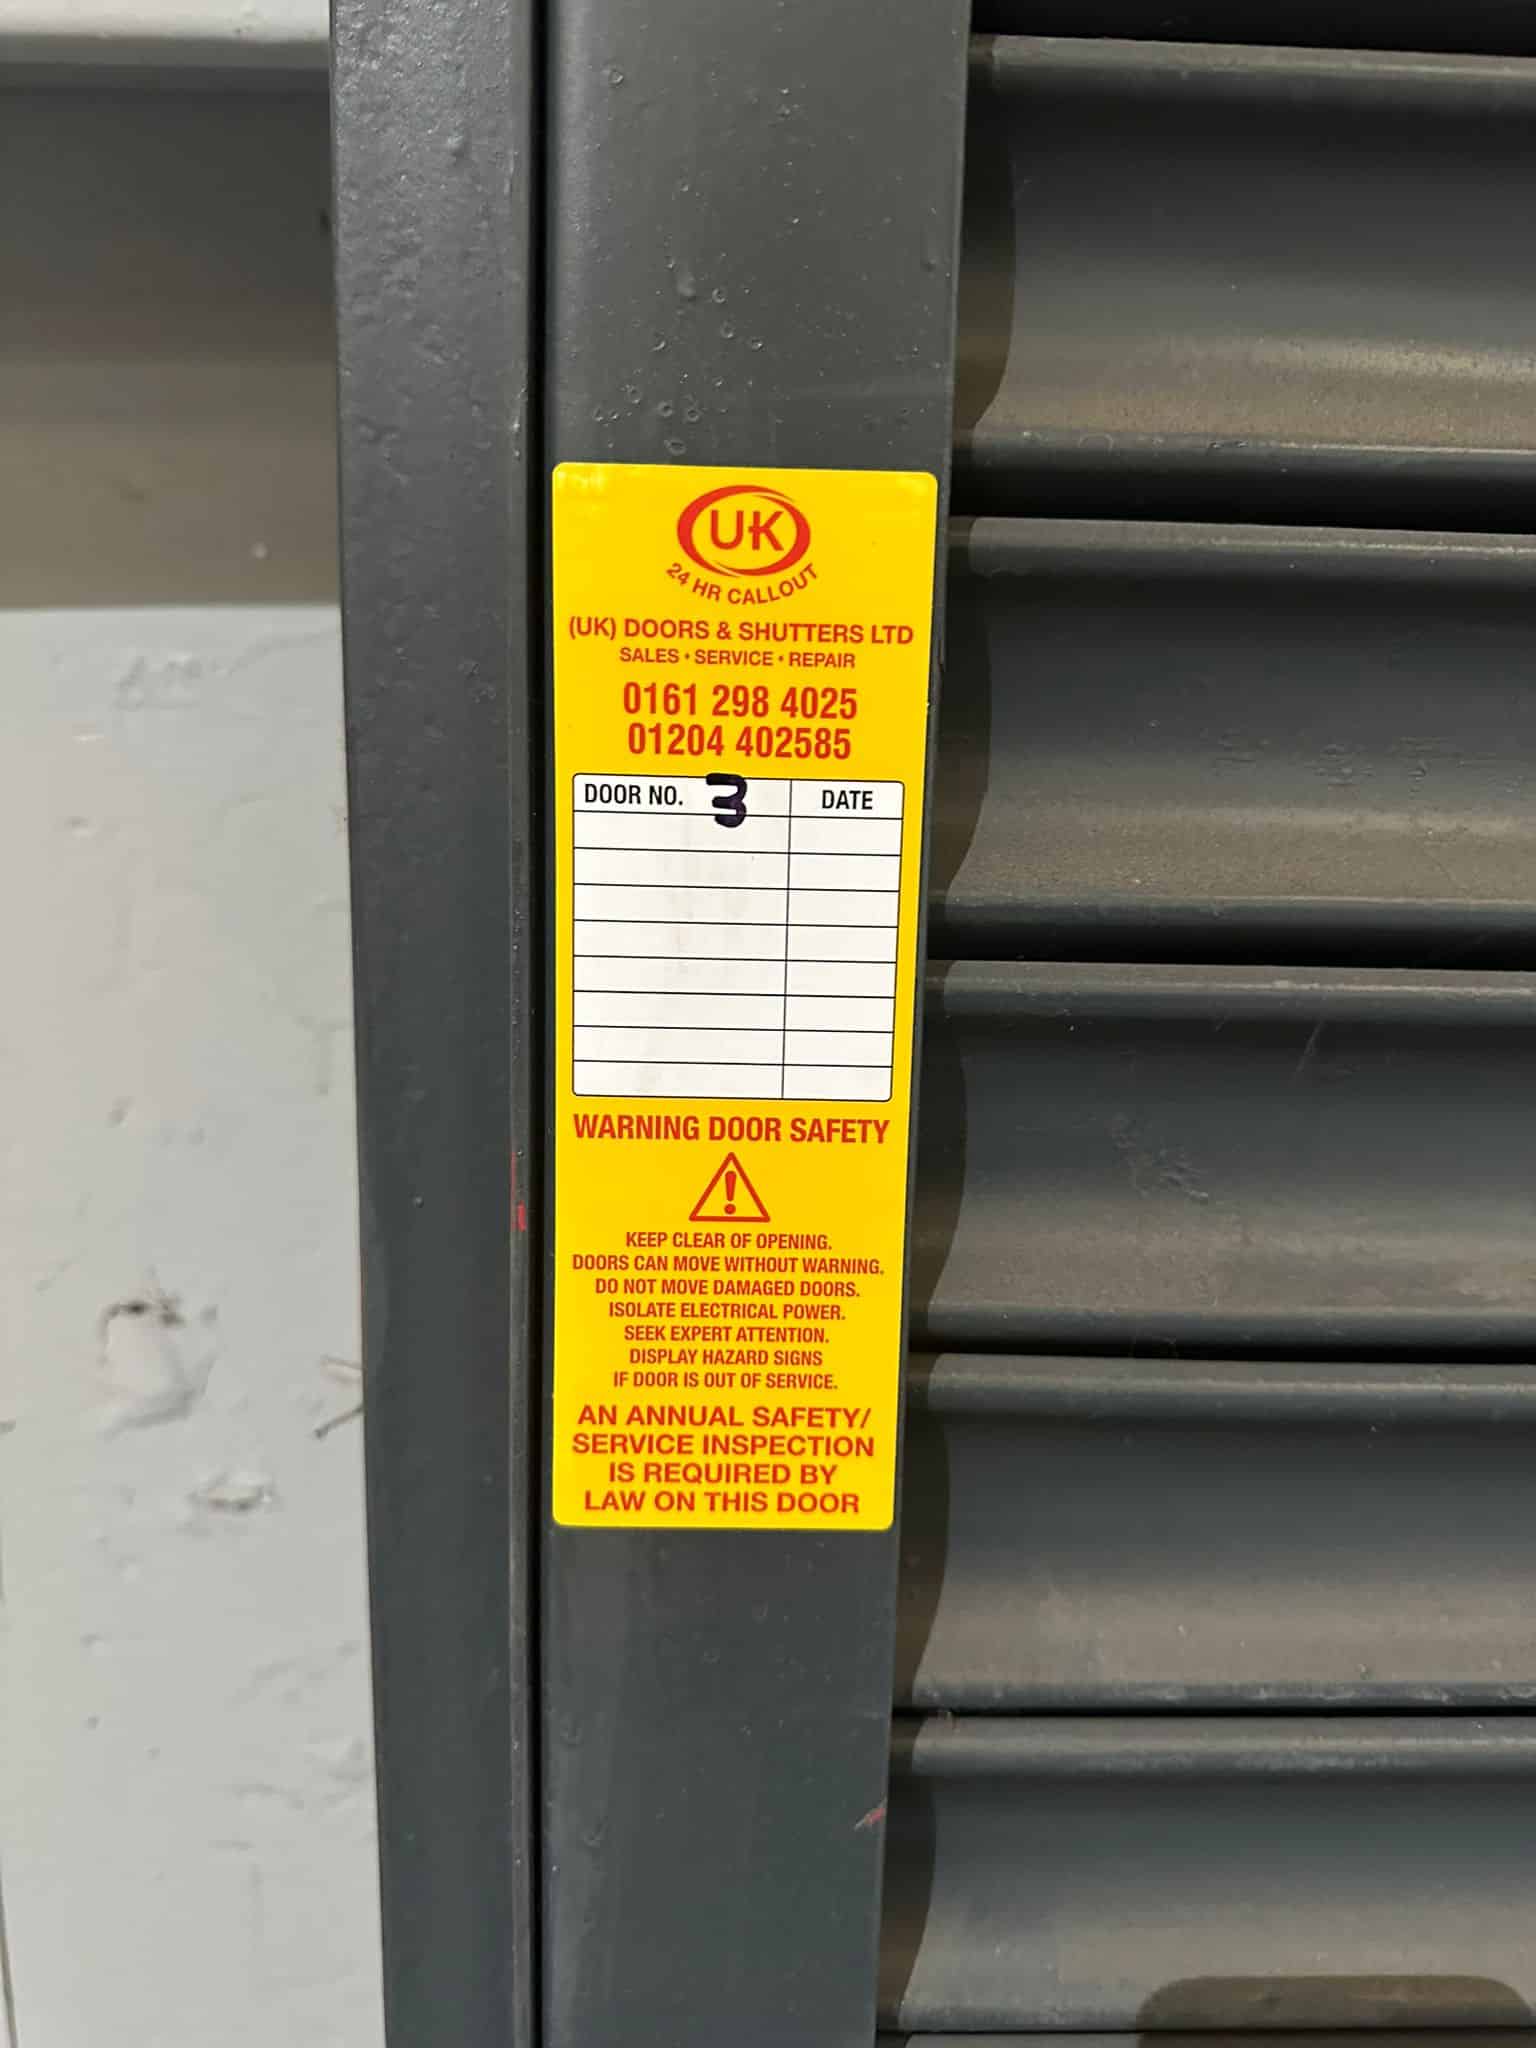 UK
24 HR CALLOUT
(UK) DOORS & SHUTTERS LTD
SALES • SERVICE • REPAIR
0161 298 4025
01204 402585
DOOR NO. 3 DATE
WARNING DOOR SAFETY
KEEP CLEAR OF OPENING.
DOORS CAN MOVE WITHOUT WARNING.
DO NOT MOVE DAMAGED DOORS.
ISOLATE ELECTRICAL POWER.
SEEK EXPERT ATTENTION.
DISPLAY HAZARD SIGNS
IF DOOR IS OUT OF SERVICE.
AN ANNUAL SAFETY/
SERVICE INSPECTION
IS REQUIRED BY
LAW ON THIS DOOR